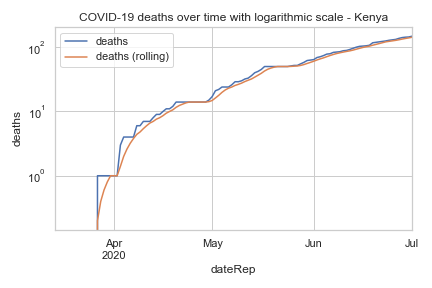 COVID-19 deaths over time with logarithmic scale - Kenya
deaths
deaths (rolling)
10²
10¹
10⁰
deaths
Apr
2020
May
Jun
Jul
dateRep